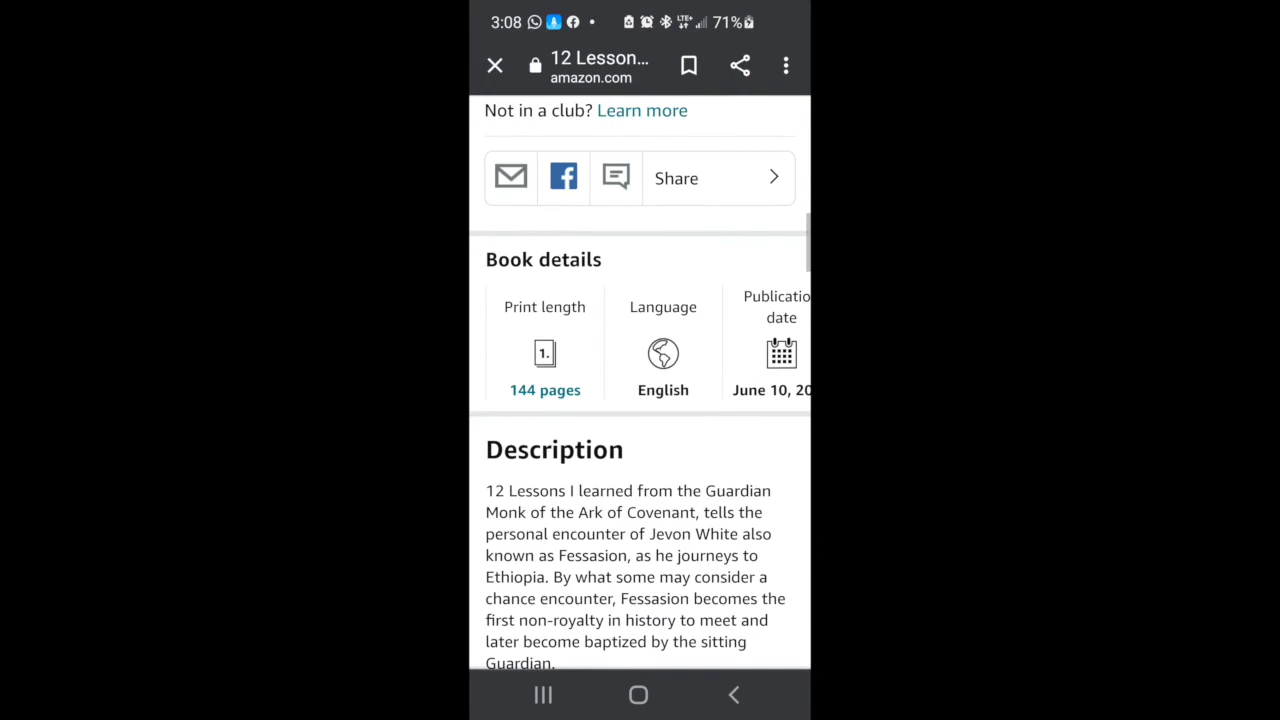 3:08 LTE+ 71%
12 Lesson...
amazon.com
Not in a club? Learn more
Share
Book details
Print length
Language
Publicatio
date
1.
144 pages
English
June 10, 20
Description
12 Lessons I learned from the Guardian
Monk of the Ark of Covenant, tells the
personal encounter of Jevon White also
known as Fessasion, as he journeys to
Ethiopia. By what some may consider a
chance encounter, Fessasion becomes the
first non-royalty in history to meet and
later become baptized by the sitting
Guardian.